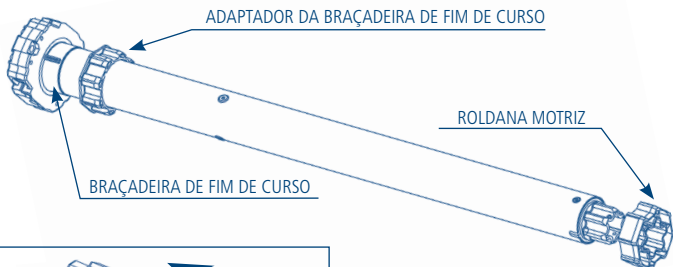 ADAPTADOR DA BRAÇADEIRA DE FIM DE CURSO
ROLDANA MOTRIZ
BRAÇADEIRA DE FIM DE CURSO